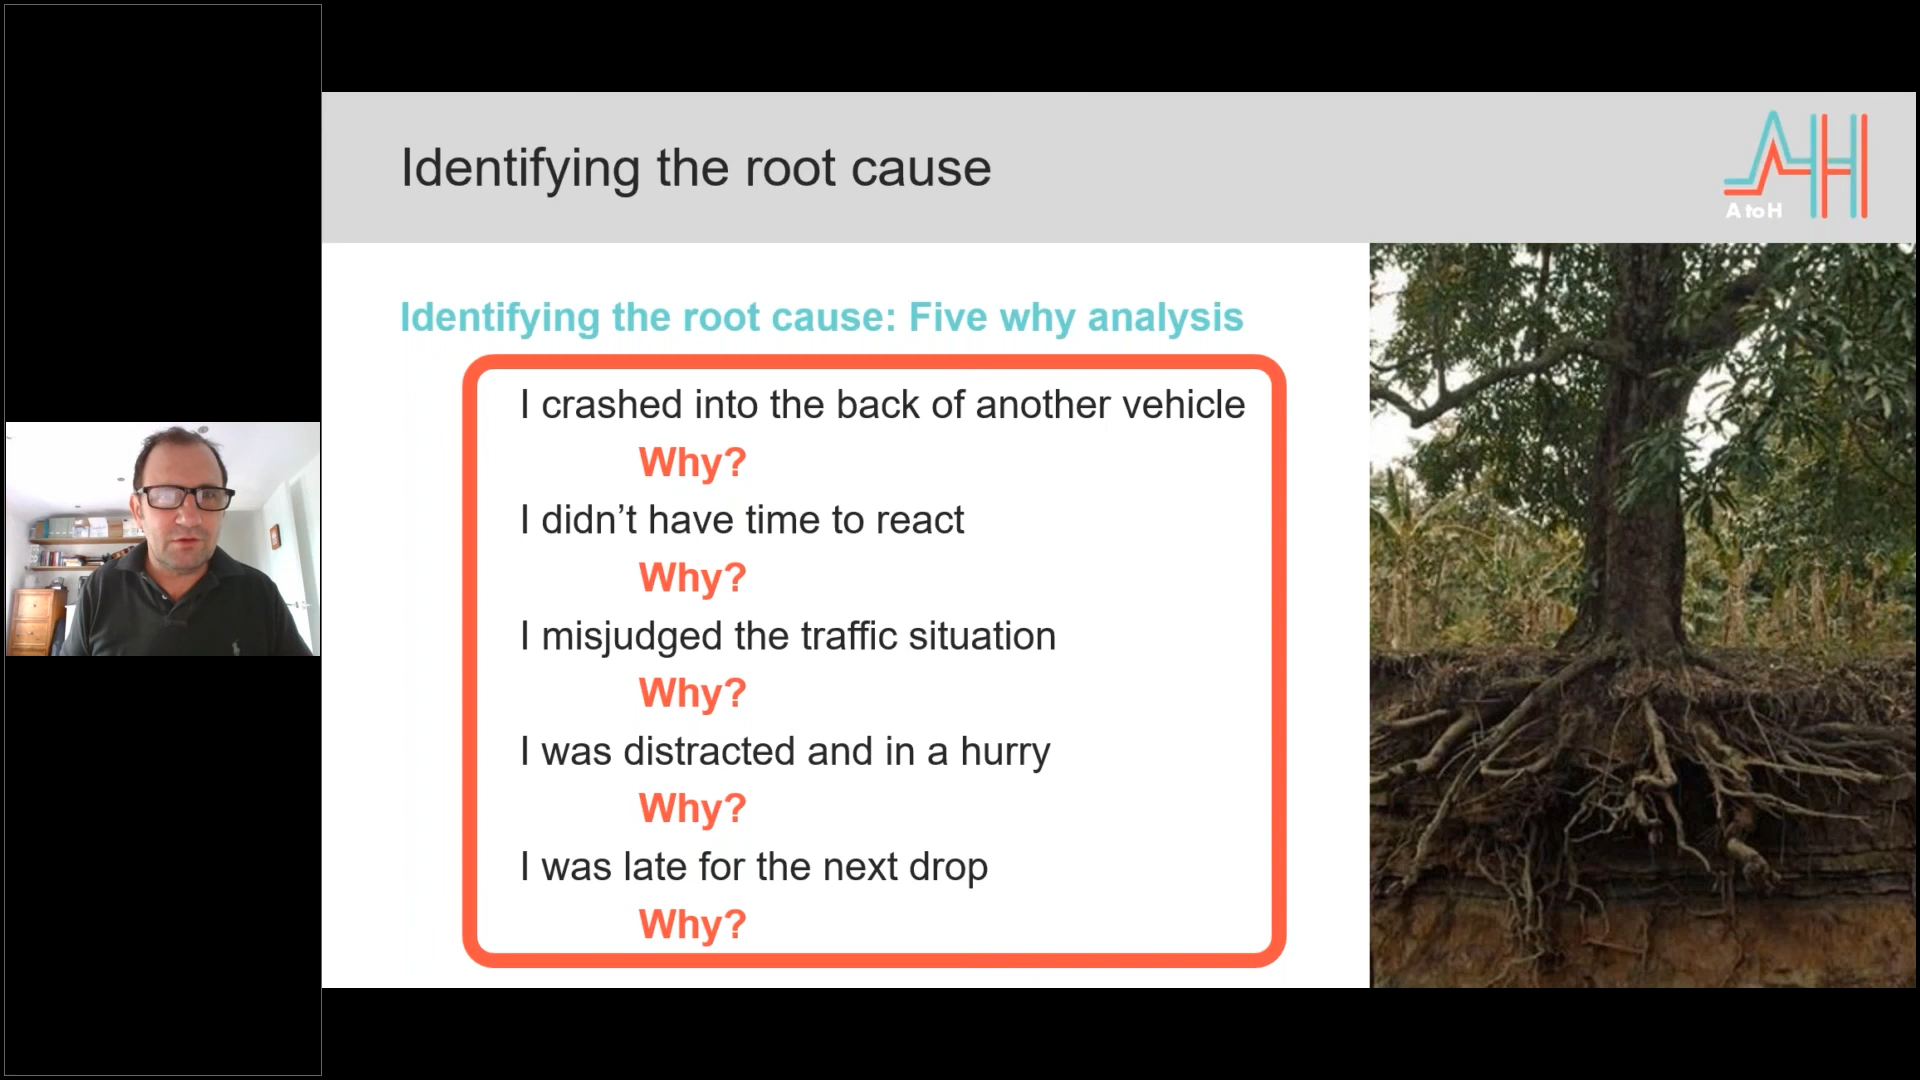 Identifying the root cause
A to H
Identifying the root cause: Five why analysis
I crashed into the back of another vehicle
Why?
I didn’t have time to react
Why?
I misjudged the traffic situation
Why?
I was distracted and in a hurry
Why?
I was late for the next drop
Why?